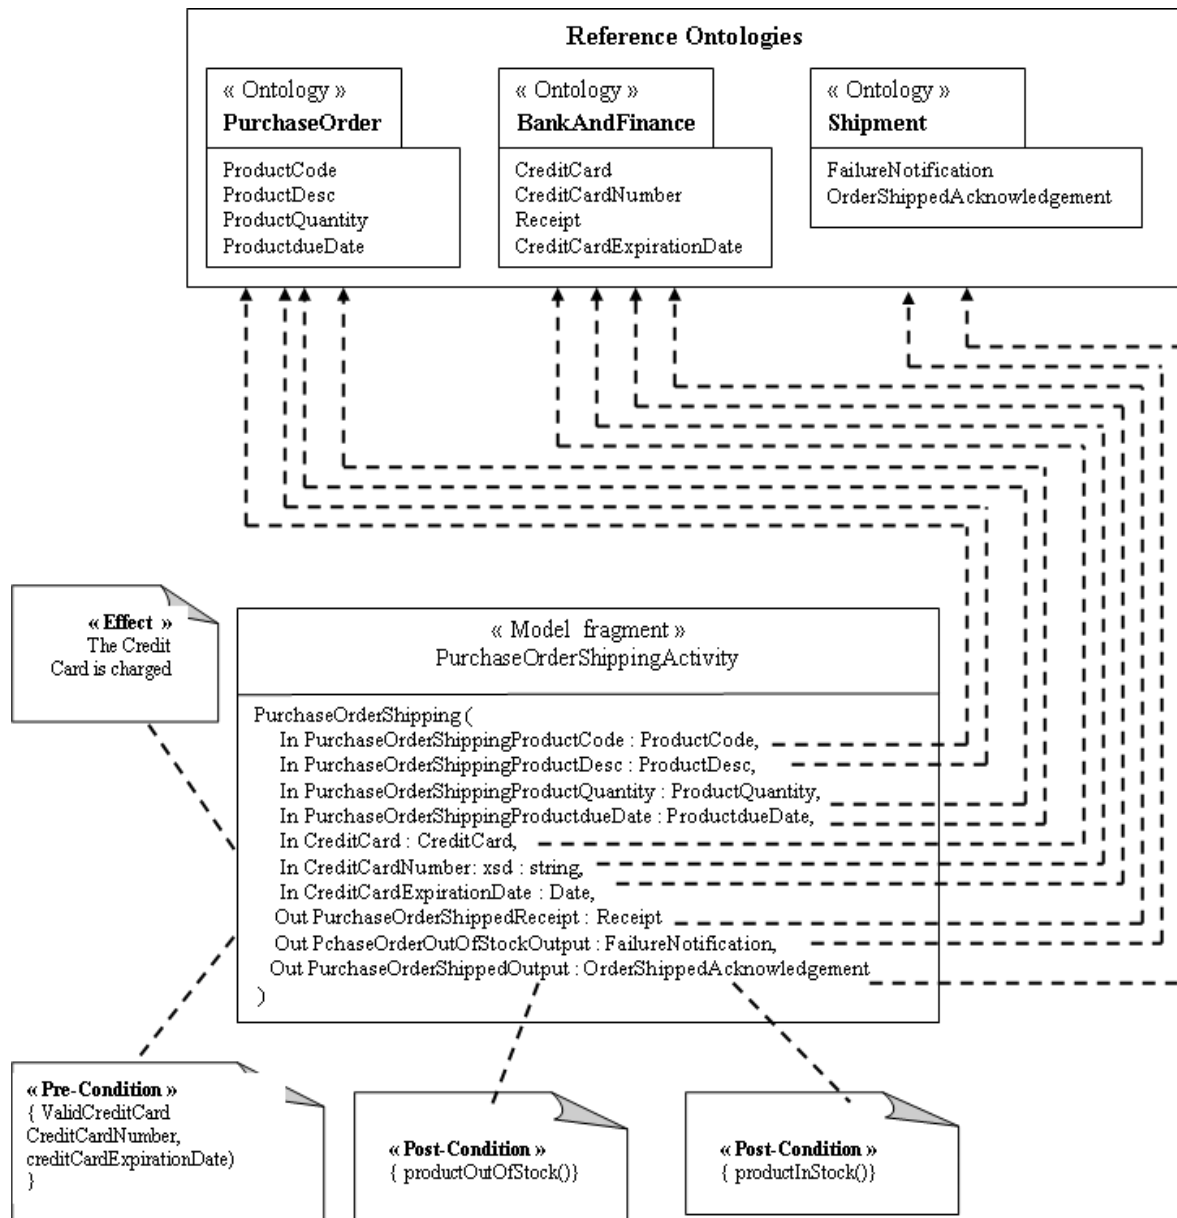 Reference Ontologies
« Ontology »
PurchaseOrder
ProductCode
ProductDesc
ProductQuantity
ProductdueDate
« Ontology »
BankAndFinance
CreditCard
CreditCardNumber
Receipt
CreditCardExpirationDate
« Ontology »
Shipment
FailureNotification
OrderShippedAcknowledgement
« Effect »
The Credit
Card is charged
« Model fragment »
PurchaseOrderShippingActivity
PurchaseOrderShipping (
In PurchaseOrderShippingProductCode : ProductCode,
In PurchaseOrderShippingProductDesc : ProductDesc,
In PurchaseOrderShippingProductQuantity : ProductQuantity,
In PurchaseOrderShippingProductdueDate : ProductdueDate,
In CreditCard : CreditCard,
In CreditCardNumber: xsd : string,
In CreditCardExpirationDate : Date,
Out PurchaseOrderShippedReceipt : Receipt
Out PchaseOrderOutOfStockOutput : FailureNotification,
Out PurchaseOrderShippedOutput : OrderShippedAcknowledgement
)
« Pre-Condition »
{ ValidCreditCard
CreditCardNumber,
creditCardExpirationDate)
}
« Post-Condition »
{ productOutOfStock()}
« Post-Condition »
{ productInStock()}